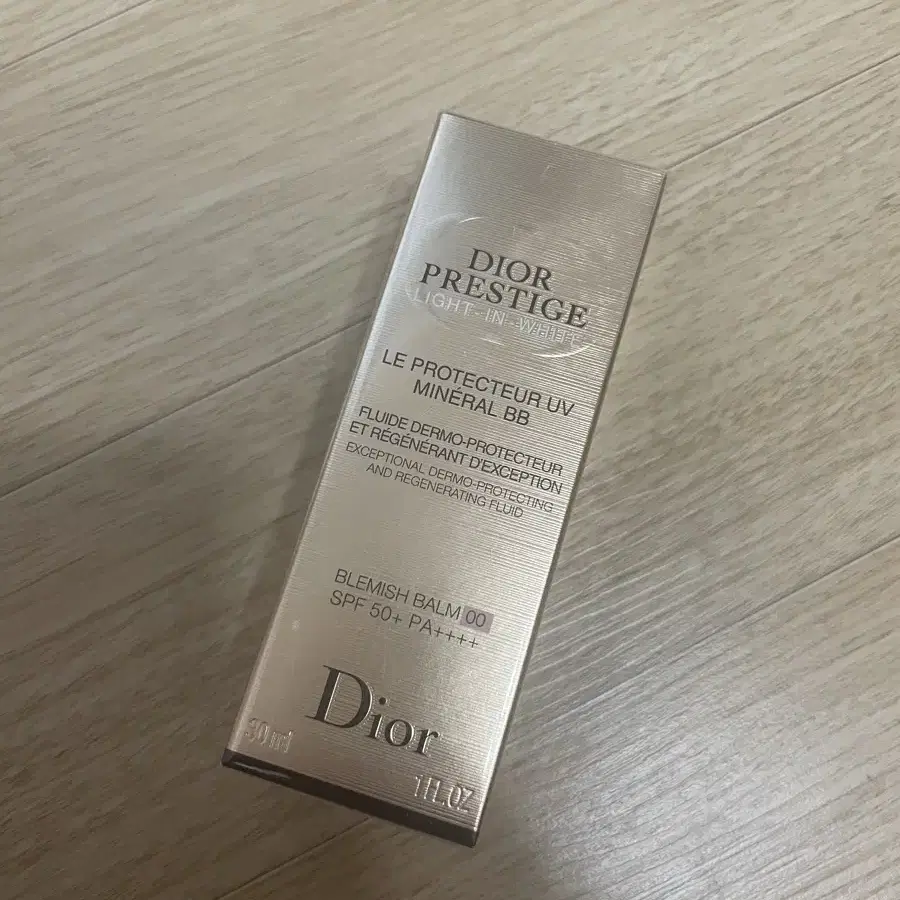 DIOR
PRESTIGE
LIGHT-IN-WHITE
LE PROTECTEUR UV
MINÉRAL BB
FLUIDE DERMO-PROTECTEUR
ET RÉGÉNÉRANT D'EXCEPTION
EXCEPTIONAL DERMO-PROTECTING
AND REGENERATING FLUID
BLEMISH BALM 00
SPF 50+ PA++++
Dior
30 ml
1 FL.OZ